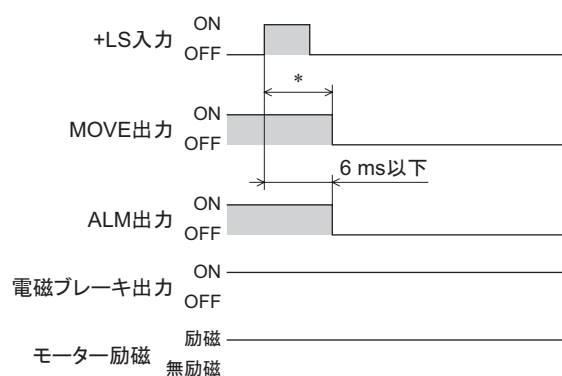 +LS入力 ON
OFF
*
MOVE出力 ON
OFF
6 ms以下
ALM出力 ON
OFF
電磁ブレーキ出力 ON
OFF
モーター励磁 励磁
無励磁